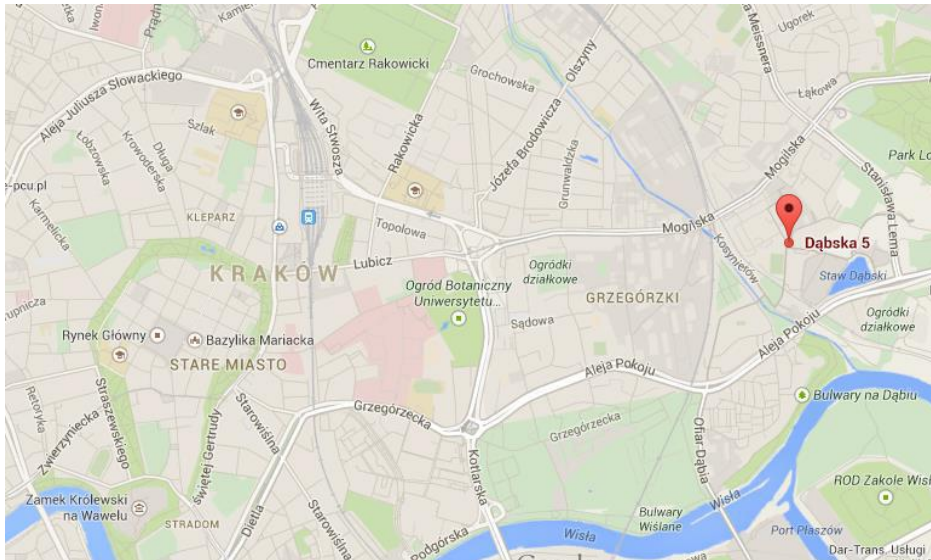 Iwona
Prądn
Kamie
Cmentarz Rakowicki
Grochowska
Olszyny
Józefa Brodowicza
Meissnera
Ugorek
Łąkowa
Aleja Juliusza Słowackiego
Szlak
Wita Stwosza
Rakowicka
Grunwaldzka
Mogilska
Park Lo
Łobzowska
Krowoderska
Długa
e-pcu.pl
Karmelicka
KLEPARZ
Topolowa
Mogilska
Kosynierów
Stanisława Lema
Dąbska 5
Lubicz
KRAKÓW
Ogród Botaniczny
Uniwersytetu...
Ogródki
działkowe
GRZEGÓRZKI
Staw Dąbski
Ogródki
działkowe
Rynek Główny
Bazylika Mariacka
Sądowa
Aleja Pokoju
STARE MIASTO
Aleja Pokoju
Retoryka
Straszewskiego
Zwierzyniecka
świętej Gertrudy
Starowiślna
Grzegórzecka
Grzegórzecka
Bulwary na Dąbiu
Ofiar Dąbia
Kotlarska
Zamek Królewski
na Wawelu
STRADOM
Dietla
Starowiślna
Podgórska
Wisła
Bulwary
Wiślane
Wisła
ROD Zakole Wisł
Port Płaszów
Dar-Trans. Usługi